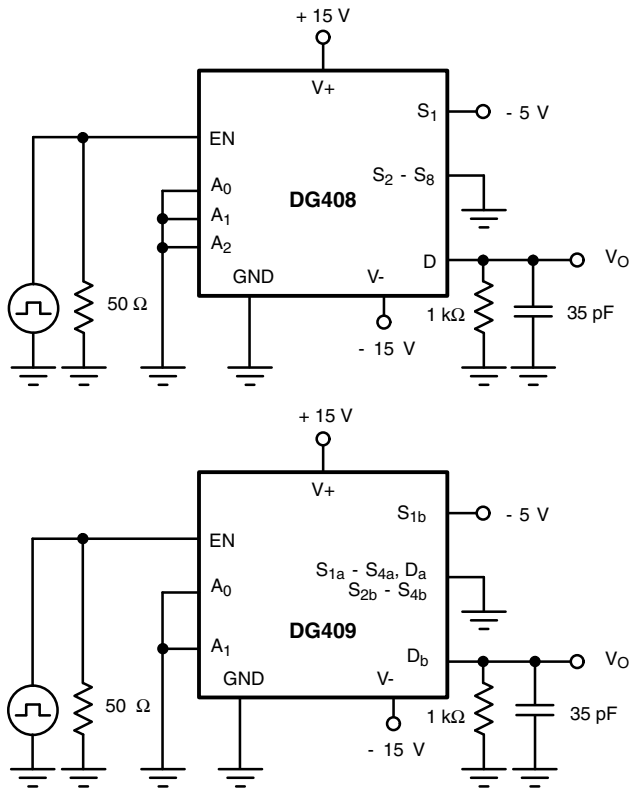 + 15 V
V+
S1
- 5 V
EN
S2 - S8
A0
A1
DG408
A2
D
VO
GND
V-
50 Ω
1 kΩ
35 pF
- 15 V
+ 15 V
V+
S1b
- 5 V
EN
S1a - S4a, Da
S2b - S4b
A0
DG409
A1
Db
VO
GND
V-
50 Ω
1 kΩ
35 pF
- 15 V